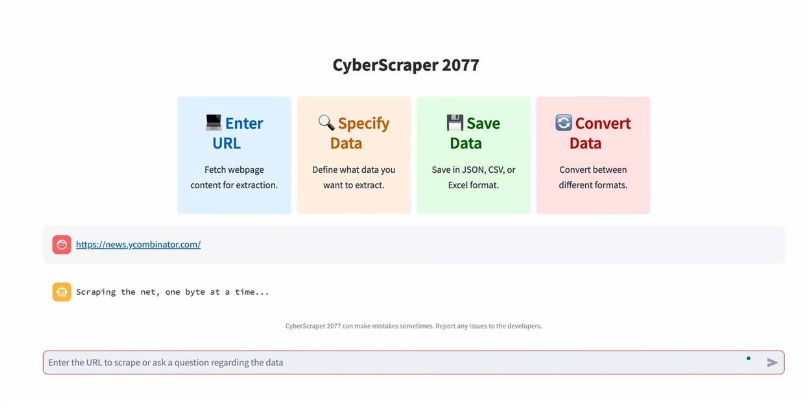 CyberScraper 2077
Enter
URL
Fetch webpage
content for extraction.
Specify
Data
Define what data you
want to extract.
Save
Data
Save in JSON, CSV, or
Excel format.
Convert
Data
Convert between
different formats.
https://news.ycombinator.com/
Scraping the net, one byte at a time...
CyberScraper 2077 can make mistakes sometimes. Report any issues to the developers.
Enter the URL to scrape or ask a question regarding the data